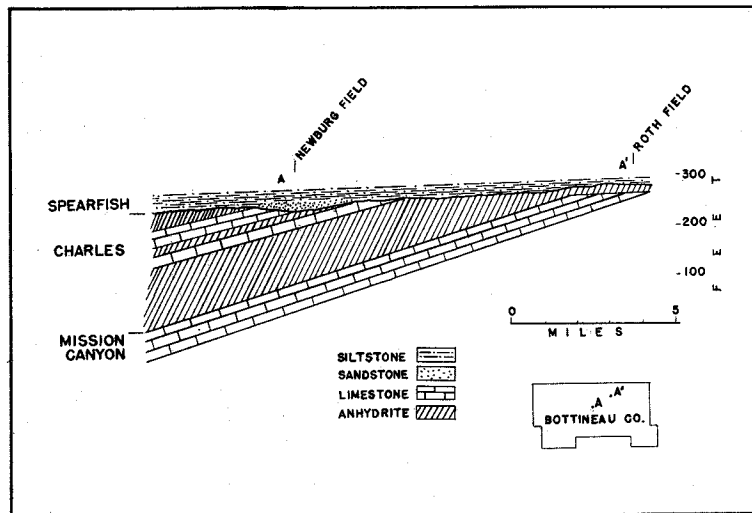 NEWBURG FIELD
ROTH FIELD
A
A'
SPEARFISH
CHARLES
MISSION
CANYON
-300
-200
-100
FEET
0 5
MILES
SILTSTONE
SANDSTONE
LIMESTONE
ANHYDRITE
A A'
BOTTINEAU CO.